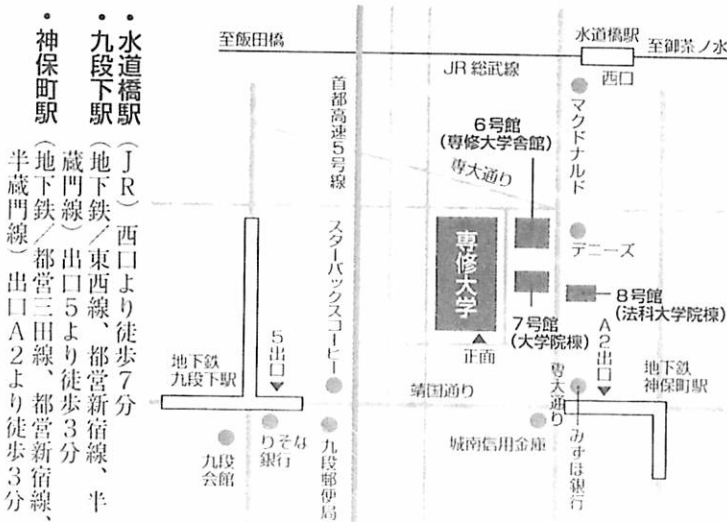 ・水道橋駅（ＪＲ）西口より徒歩７分
・九段下駅（地下鉄／東西線、都営新宿線、半
蔵門線）出口５より徒歩３分
・神保町駅（地下鉄／都営三田線、都営新宿線、
半蔵門線）出口Ａ２より徒歩３分
至飯田橋
水道橋駅
至御茶ノ水
JR 総武線
西口
首都高速5号線
マクドナルド
6号館
(専修大学舎館)
専大通り
専修大学
デニーズ
スターバックスコーヒー
8号館
(法科大学院棟)
7号館
(大学院棟)
正面
A2出口
5出口
地下鉄
九段下駅
地下鉄
神保町駅
靖国通り
専大通り
九段
会館
りそな
銀行
九段郵便局
城南信用金庫
みずほ銀行